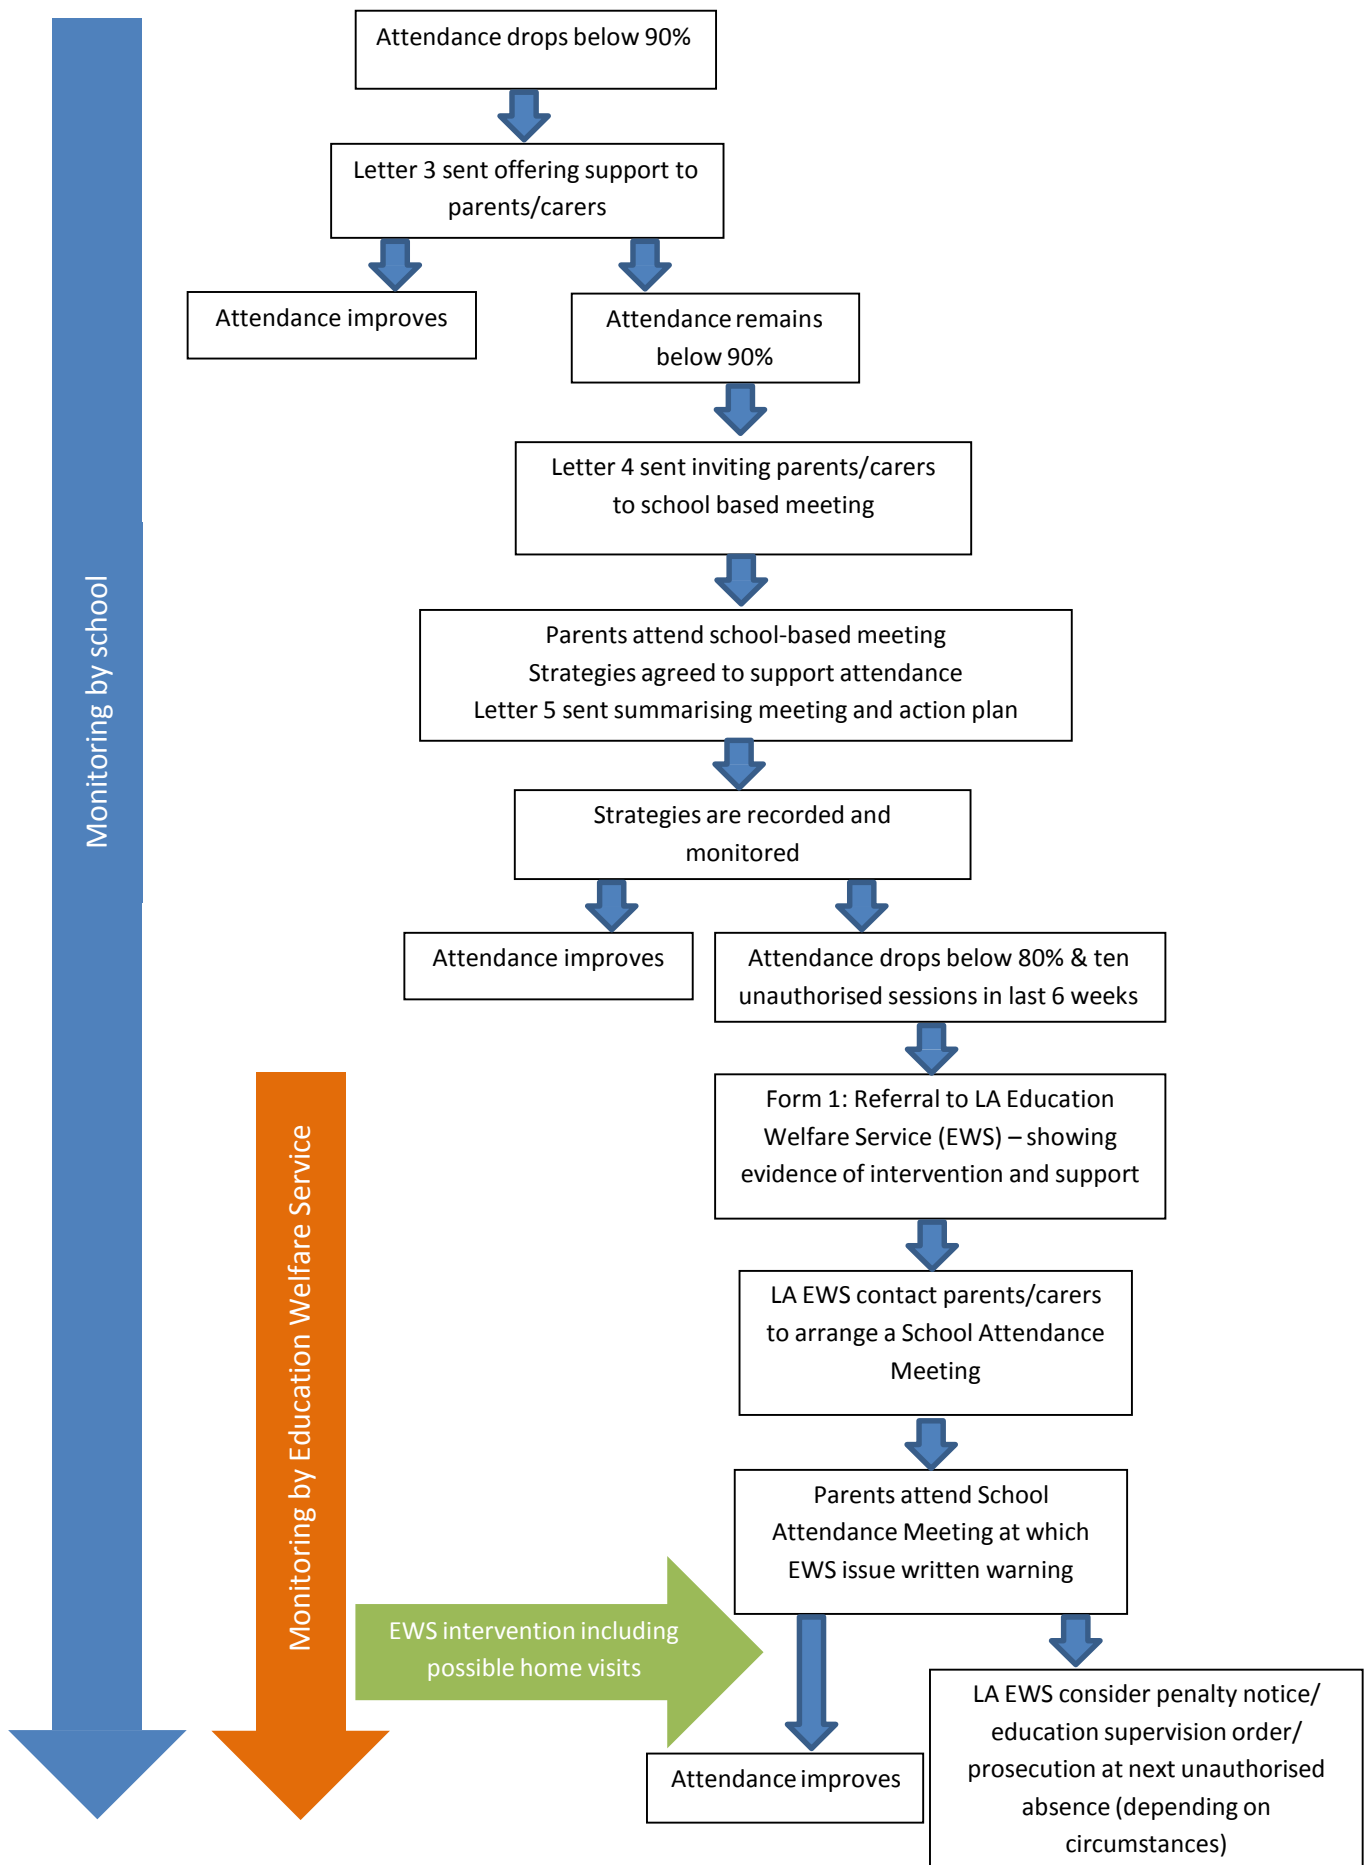 Attendance drops below 90%
Letter 3 sent offering support to
parents/carers
Attendance improves
Attendance remains
below 90%
Letter 4 sent inviting parents/carers
to school based meeting
Parents attend school-based meeting
Strategies agreed to support attendance
Letter 5 sent summarising meeting and action plan
Strategies are recorded and
monitored
Attendance improves
Attendance drops below 80% & ten
unauthorised sessions in last 6 weeks
Form 1: Referral to LA Education
Welfare Service (EWS) – showing
evidence of intervention and support
LA EWS contact parents/carers
to arrange a School Attendance
Meeting
Parents attend School
Attendance Meeting at which
EWS issue written warning
EWS intervention including
possible home visits
Attendance improves
LA EWS consider penalty notice/
education supervision order/
prosecution at next unauthorised
absence (depending on
circumstances)
Monitoring by school
Monitoring by Education Welfare Service